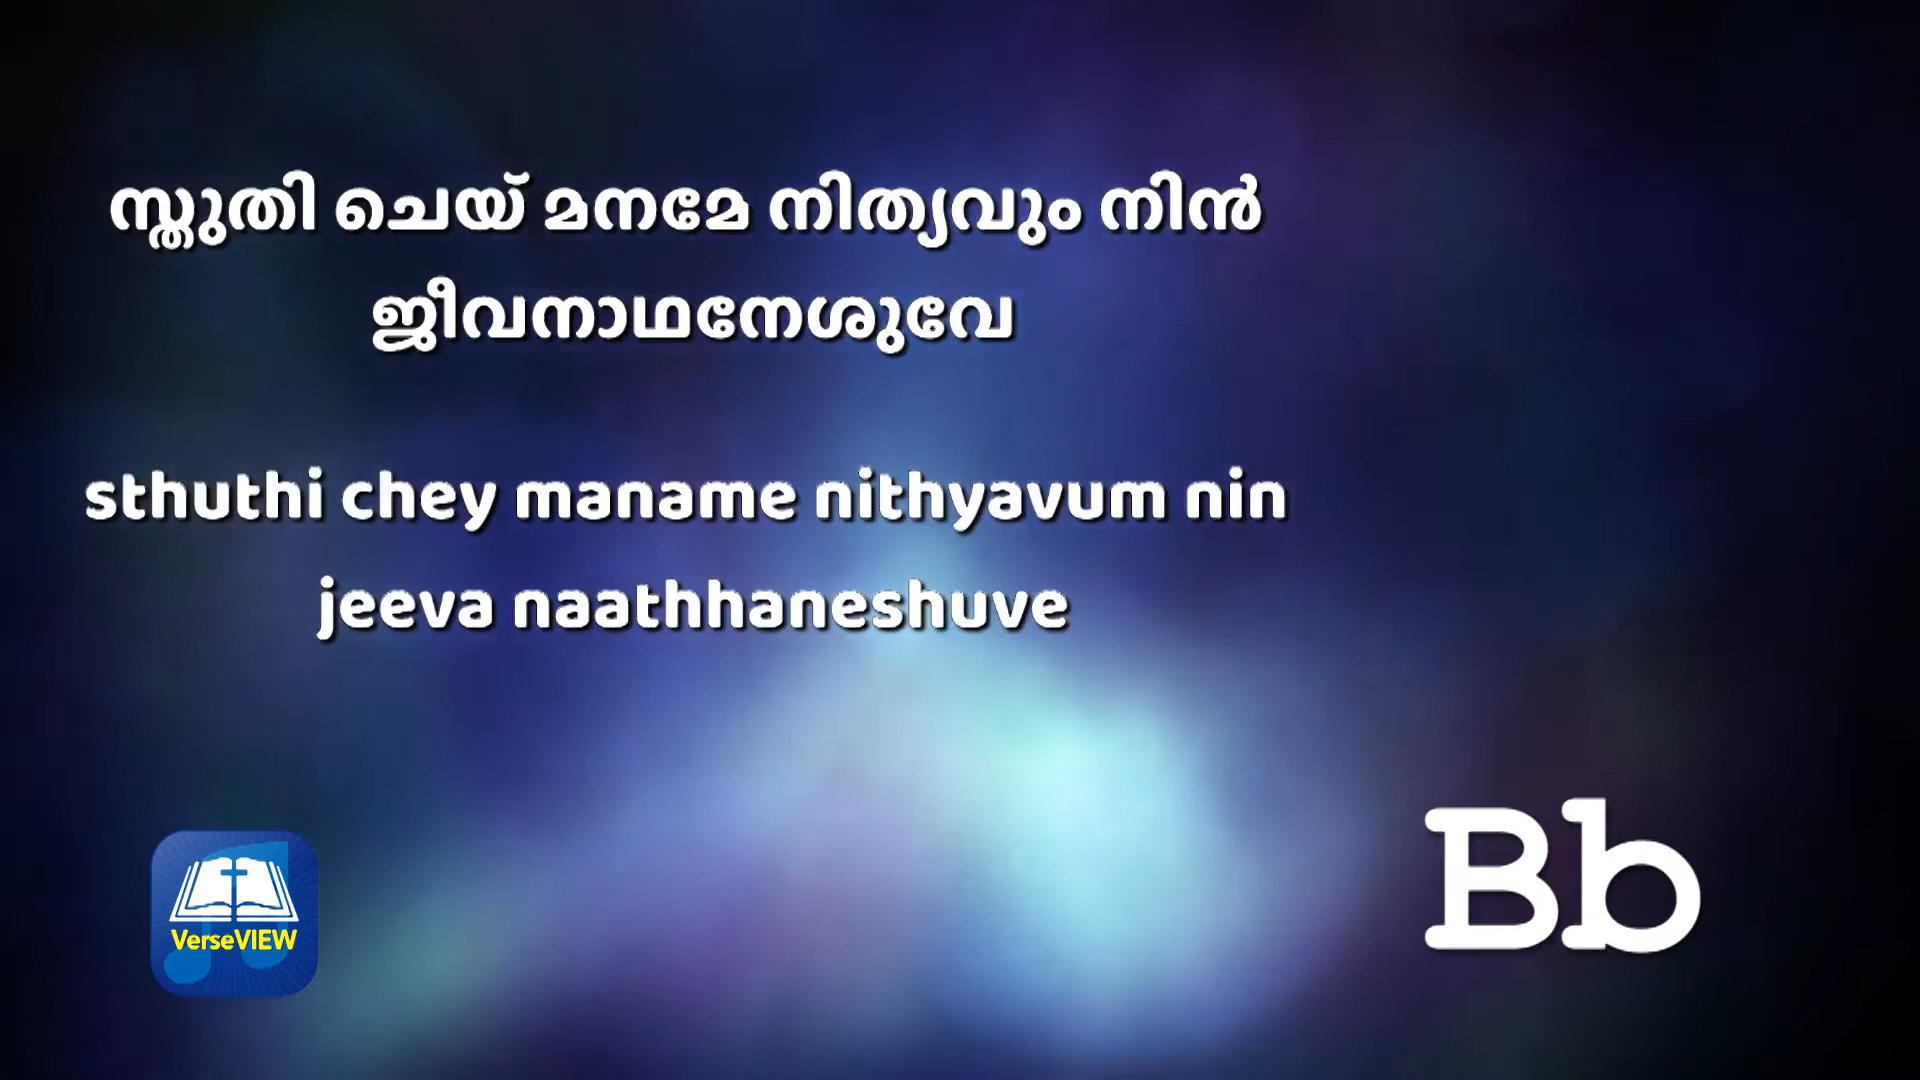 സ്തുതി ചെയ് മനമേ നിത്യവും നിൻ
ജീവനാഥനേശുവേ
sthuthi chey maname nithyavum nin
jeeva naathhaneshuve
VerseVIEW
Bb